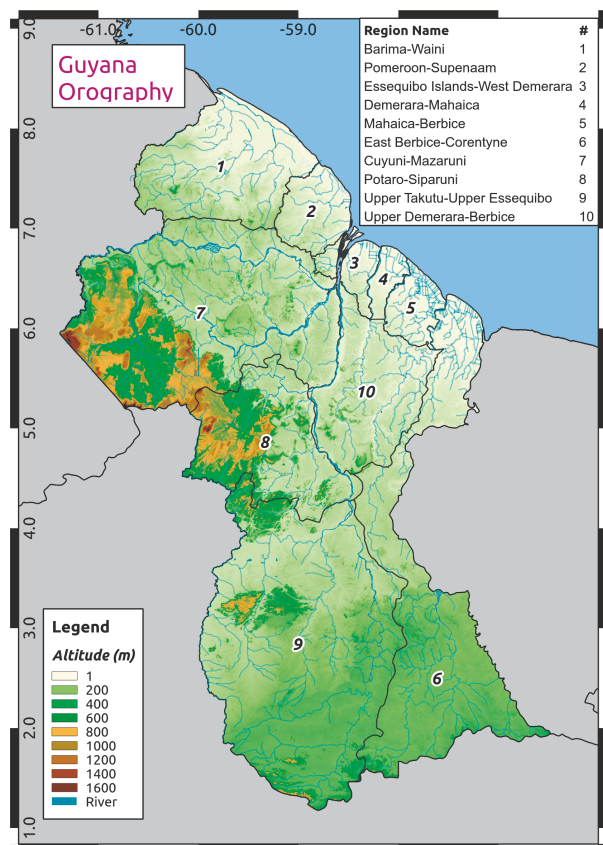 9.0
-61.0
-60.0
-59.0
Guyana
Orography
Region Name #
Barima-Waini 1
Pomeroon-Supenaam 2
Essequibo Islands-West Demerara 3
Demerara-Mahaica 4
Mahaica-Berbice 5
East Berbice-Corentyne 6
Cuyuni-Mazaruni 7
Potaro-Siparuni 8
Upper Takutu-Upper Essequibo 9
Upper Demerara-Berbice 10
8.0
1
2
7.0
3
4
5
7
6.0
10
5.0
8
4.0
3.0
9
6
2.0
1.0
Legend
Altitude (m)
1
200
400
600
800
1000
1200
1400
1600
River